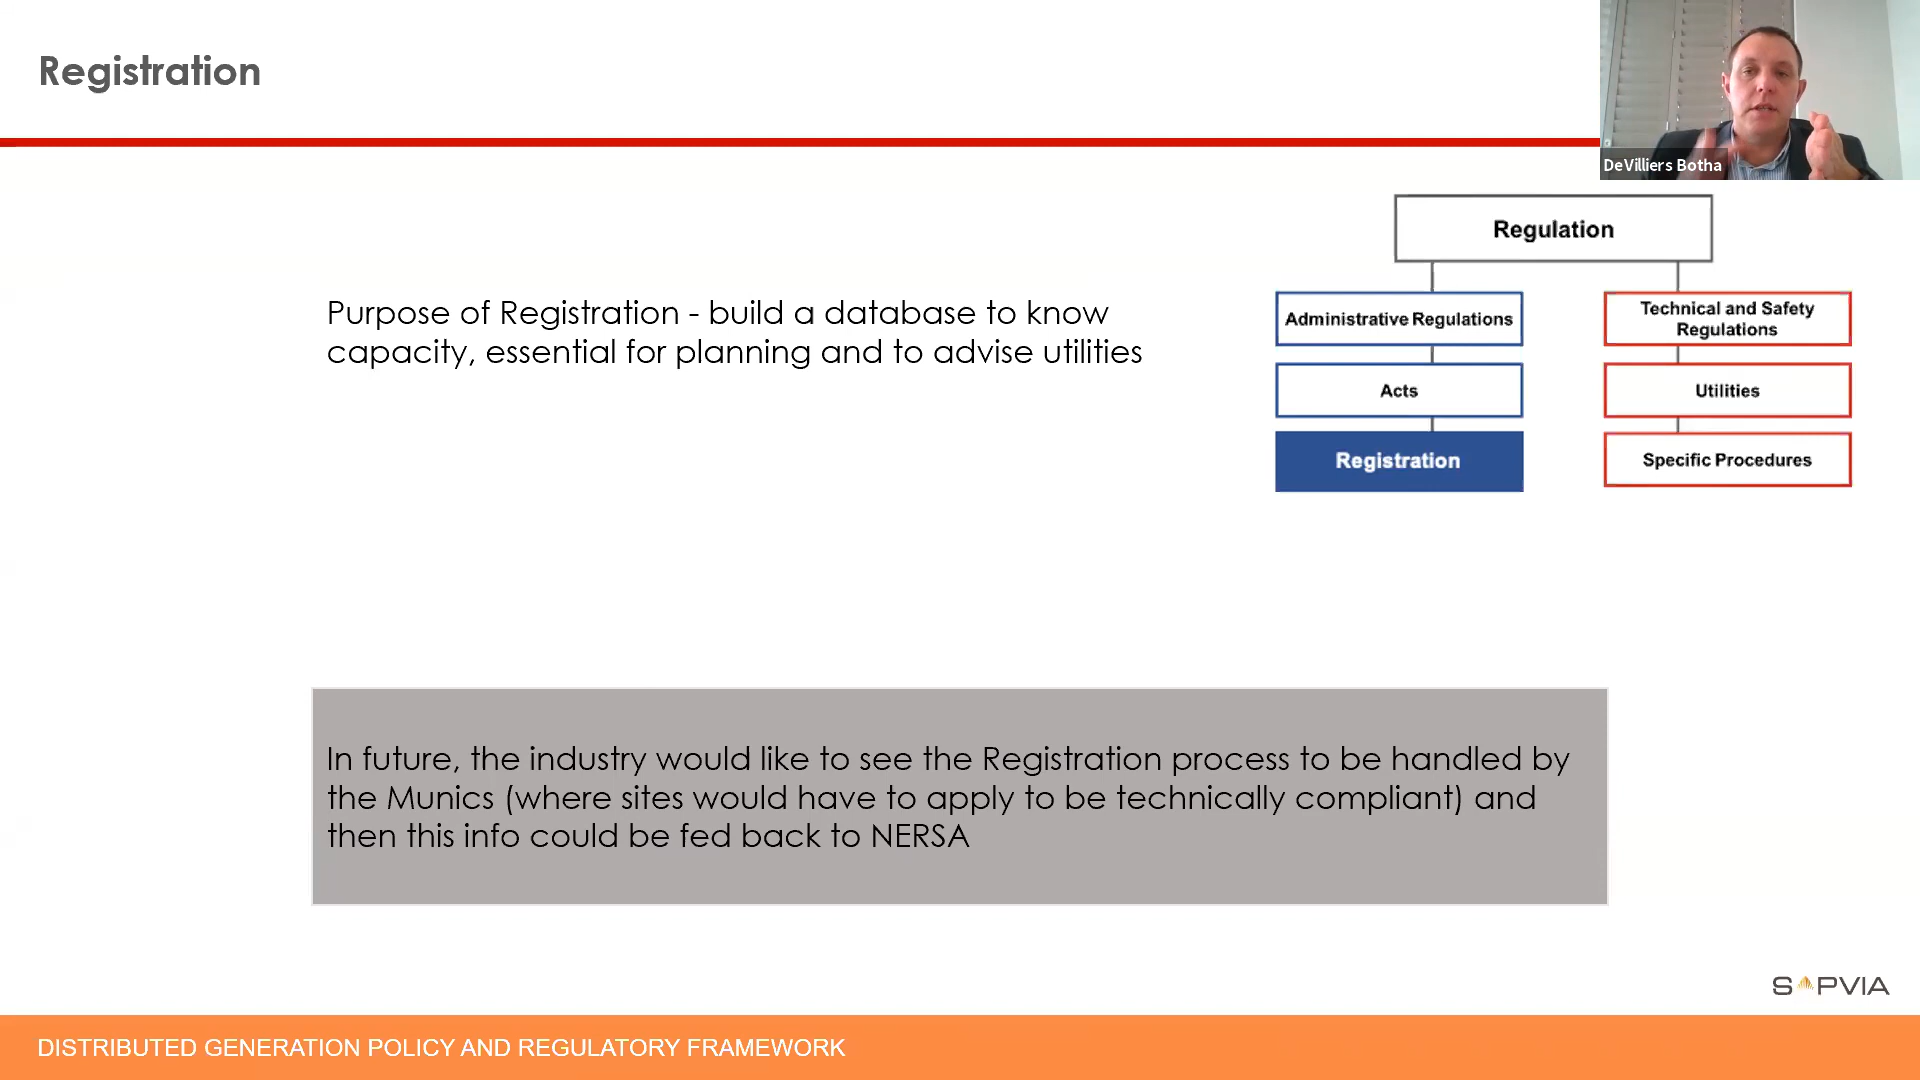 Registration
DeVilliers Botha
Regulation
Administrative Regulations
Technical and Safety
Regulations
Acts
Utilities
Registration
Specific Procedures
Purpose of Registration - build a database to know
capacity, essential for planning and to advise utilities
In future, the industry would like to see the Registration process to be handled by
the Munics (where sites would have to apply to be technically compliant) and
then this info could be fed back to NERSA
SAPVIA
DISTRIBUTED GENERATION POLICY AND REGULATORY FRAMEWORK